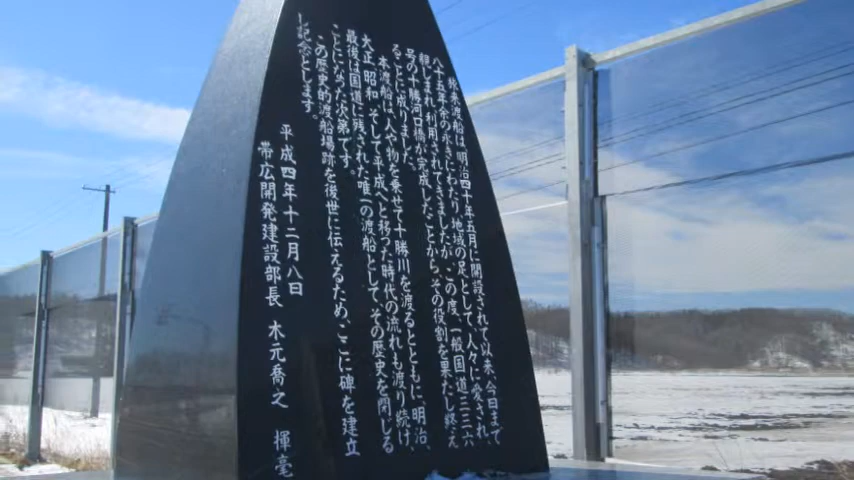 旅来渡船は、明治四十年五月に開設されて以来、今日まで
八十五年余の永きにわたり、地域の足として、人々に愛され、
親しまれ利用されてきましたが、この度、一般国道三三六
号の十勝河口橋が完成したことから、その役割を果たし終え
ることに成りました。
本渡船は、人や物を乗せて十勝川を渡るとともに、明治、
大正、昭和、そして平成へと移った時代の流れも渡り続け、
最後は国道に残された唯一の渡船として、その歴史を閉じる
ことになった次第です。
この歴史的渡船場跡を後世に伝えるため、ここに碑を建立
し記念とします。
平成四年十二月八日
帯広開発建設部長 木元喬之 揮毫